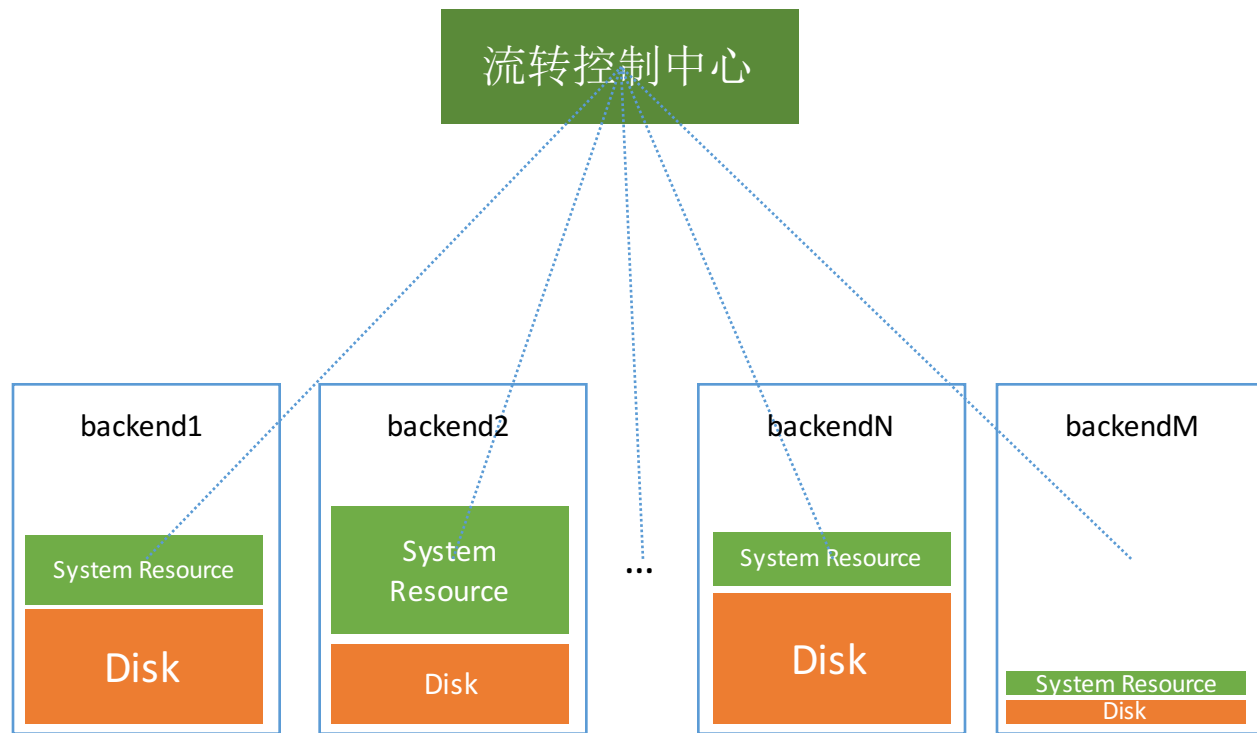 流转控制中心
backend1
backend2
backendN
backendM
System Resource
Disk
System
Resource
Disk
...
System Resource
Disk
System Resource
Disk